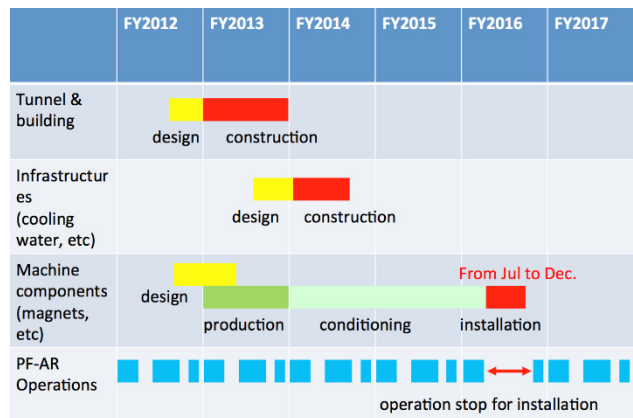 FY2012 FY2013 FY2014 FY2015 FY2016 FY2017
Tunnel &
building
design construction
Infrastructur
es
(cooling
water, etc)
design construction
Machine
components
(magnets,
etc)
From Jul to Dec.
design
production conditioning installation
PF-AR
Operations
operation stop for installation